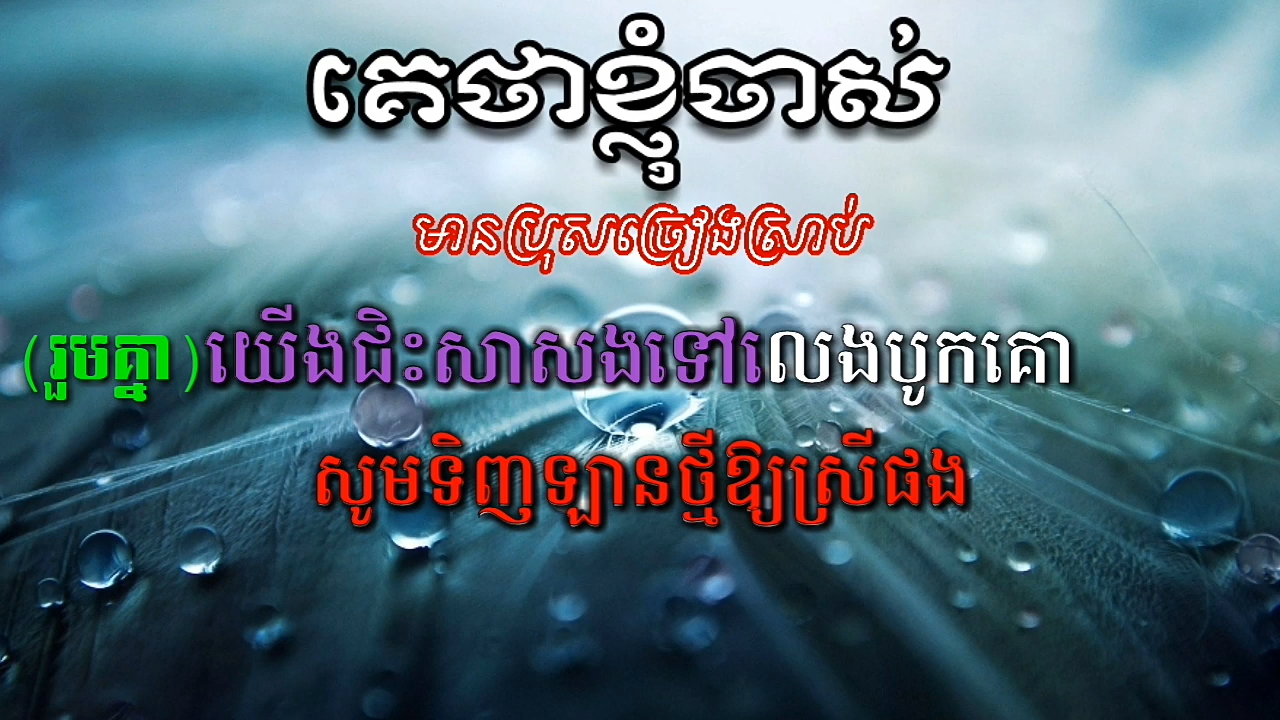 គេថាខ្ញុំចាស់
មានប្រុសច្រៀងស្រាប់
(រួមគ្នា)យើងជិះសាសងទៅលេងបូកគោ
សូមទិញឡានថ្មីឱ្យស្រីផង